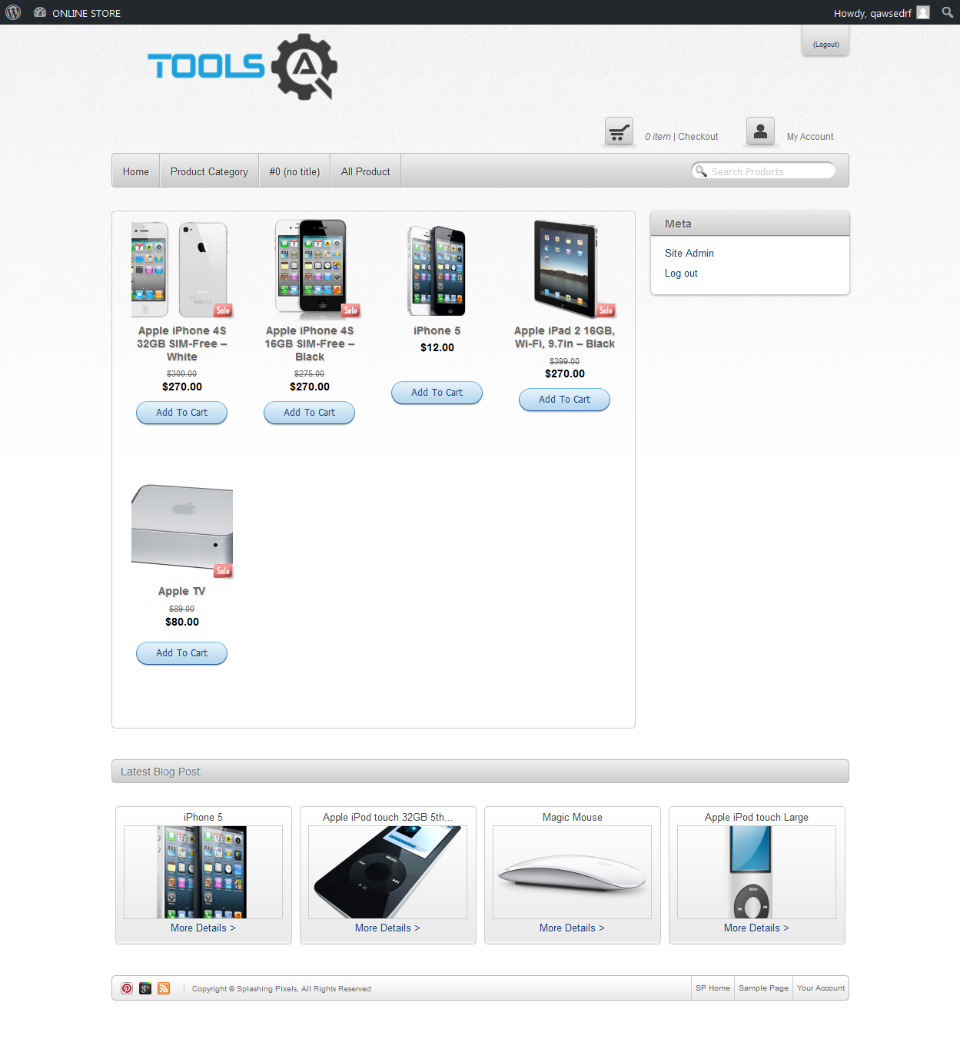 ONLINE STORE
Howdy, qawsedrf
(Logout)
TOOLS QA
0 item | Checkout
My Account
Home
Product Category
#0 (no title)
All Product
Search Products
Sale
Apple iPhone 4S
32GB SIM-Free –
White
$300.00
$270.00
Add To Cart
Sale
Apple iPhone 4S
16GB SIM-Free –
Black
$275.00
$270.00
Add To Cart
iPhone 5
$12.00
Add To Cart
Sale
Apple iPad 2 16GB,
Wi-Fi, 9.7in – Black
$399.00
$270.00
Add To Cart
Meta
Site Admin
Log out
Sale
Apple TV
$89.00
$80.00
Add To Cart
Latest Blog Post:
iPhone 5
More Details >
Apple iPod touch 32GB 5th...
MENU
More Details >
Magic Mouse
More Details >
Apple iPod touch Large
MENU
More Details >
Copyright © Splashing Pixels, All Rights Reserved
SP Home
Sample Page
Your Account